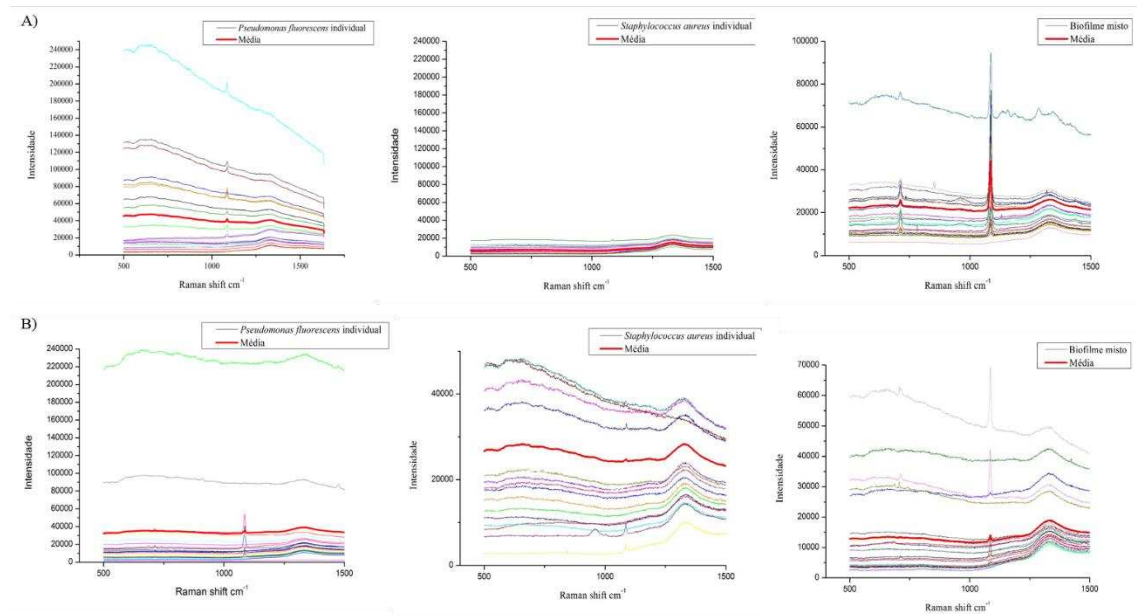 A)
Pseudomonas fluorescens individual
Média
240000
220000
200000
180000
160000
140000
120000
100000
80000
60000
40000
20000
0
Intensidade
500
1000
1500
Raman shift cm-1
Staphylococcus aureus individual
Média
240000
220000
200000
180000
160000
140000
120000
100000
80000
60000
40000
20000
0
Intensidade
500
1000
1500
Raman shift cm-1
Biofilme misto
Média
100000
80000
60000
40000
20000
0
Intensidade
500
1000
1500
Raman shift cm-1
B)
Pseudomonas fluorescens individual
Média
240000
220000
200000
180000
160000
140000
120000
100000
80000
60000
40000
20000
0
Intensidade
500
1000
1500
Raman shift cm-1
Staphylococcus aureus individual
Média
40000
20000
0
Intensidade
500
1000
1500
Raman shift cm-1
Biofilme misto
Média
70000
60000
50000
40000
30000
20000
10000
0
Intensidade
500
1000
1500
Raman shift cm-1